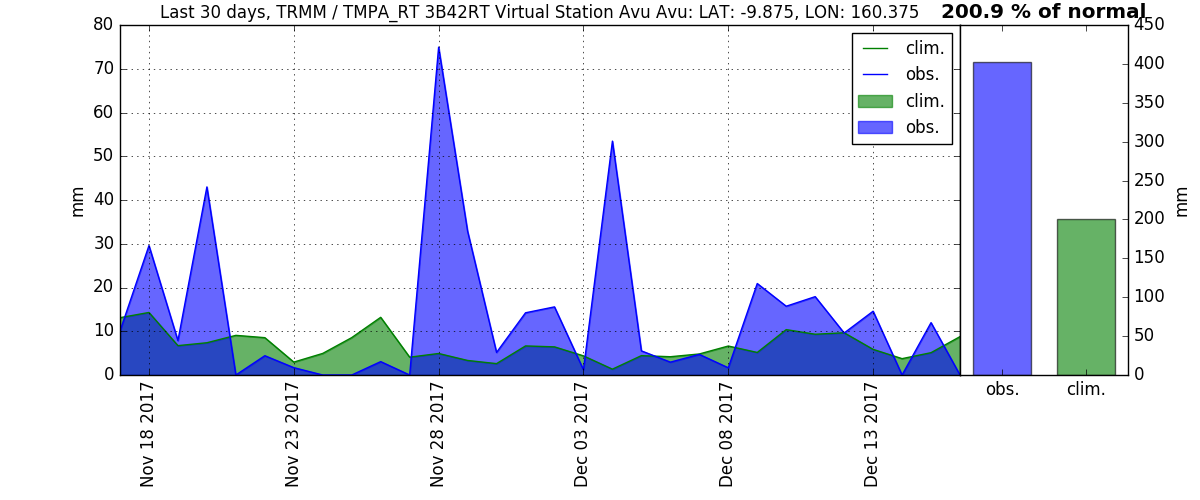 Last 30 days, TRMM / TMPA_RT 3B42RT Virtual Station Avu Avu: LAT: -9.875, LON: 160.375
200.9 % of normal
80
70
60
50
40
30
20
10
0
mm
clim.
obs.
clim.
obs.
450
400
350
300
250
200
150
100
50
0
mm
obs.
clim.
Nov 18 2017
Nov 23 2017
Nov 28 2017
Dec 03 2017
Dec 08 2017
Dec 13 2017